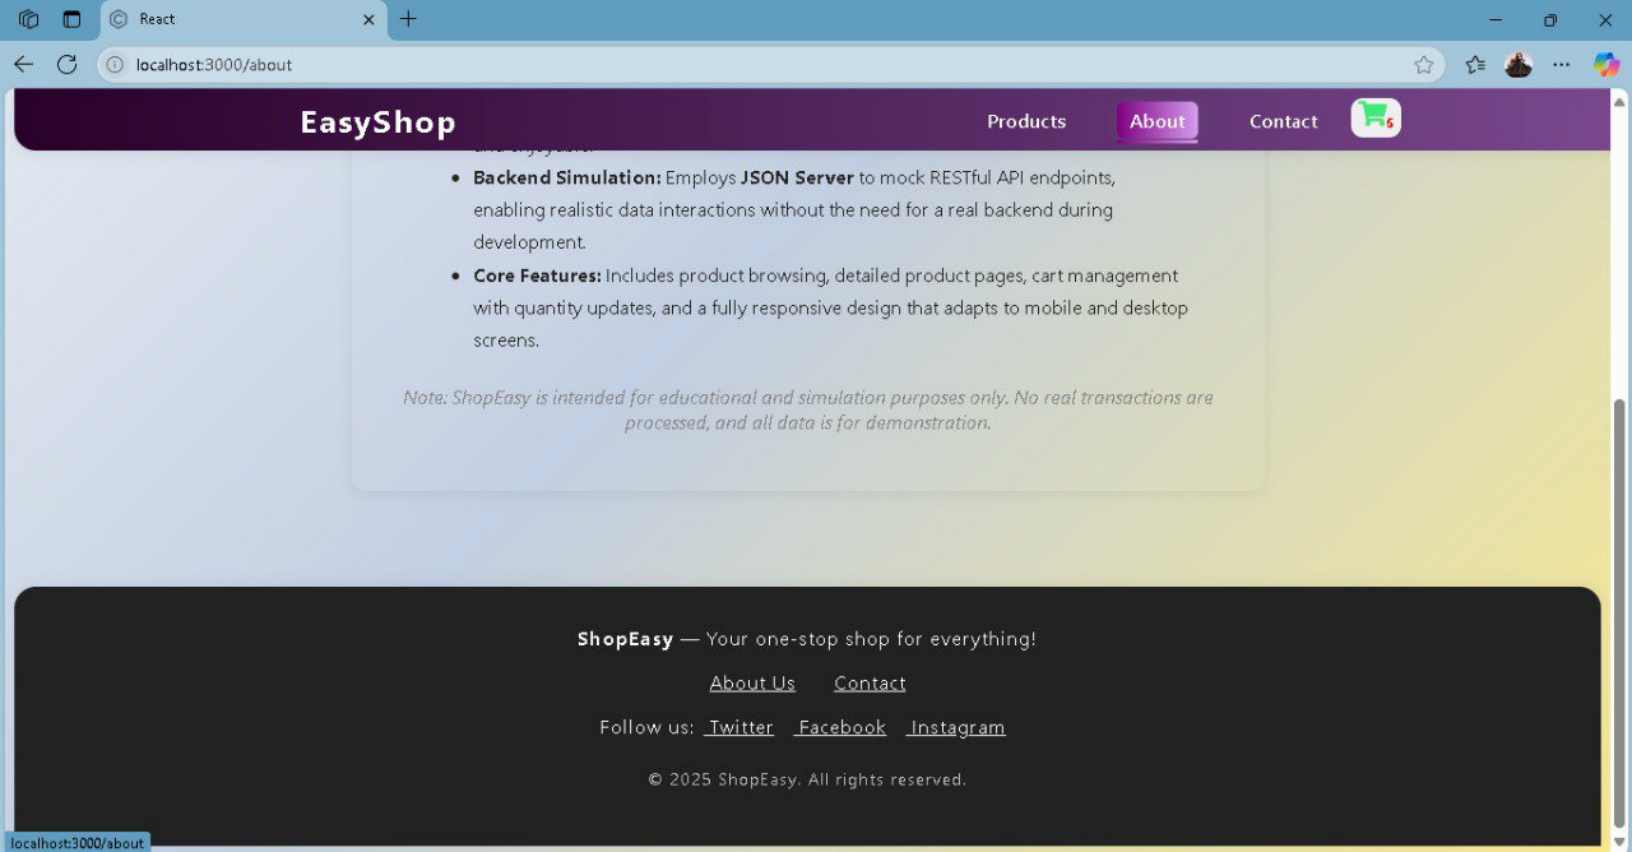 React
localhost:3000/about
EasyShop
Products About Contact 5
and enjoyable.
• Backend Simulation: Employs JSON Server to mock RESTful API endpoints,
enabling realistic data interactions without the need for a real backend during
development.
• Core Features: Includes product browsing, detailed product pages, cart management
with quantity updates, and a fully responsive design that adapts to mobile and desktop
screens.
Note: ShopEasy is intended for educational and simulation purposes only. No real transactions are
processed, and all data is for demonstration.
ShopEasy — Your one-stop shop for everything!
About Us Contact
Follow us: Twitter Facebook Instagram
© 2025 ShopEasy. All rights reserved.
localhost:3000/about